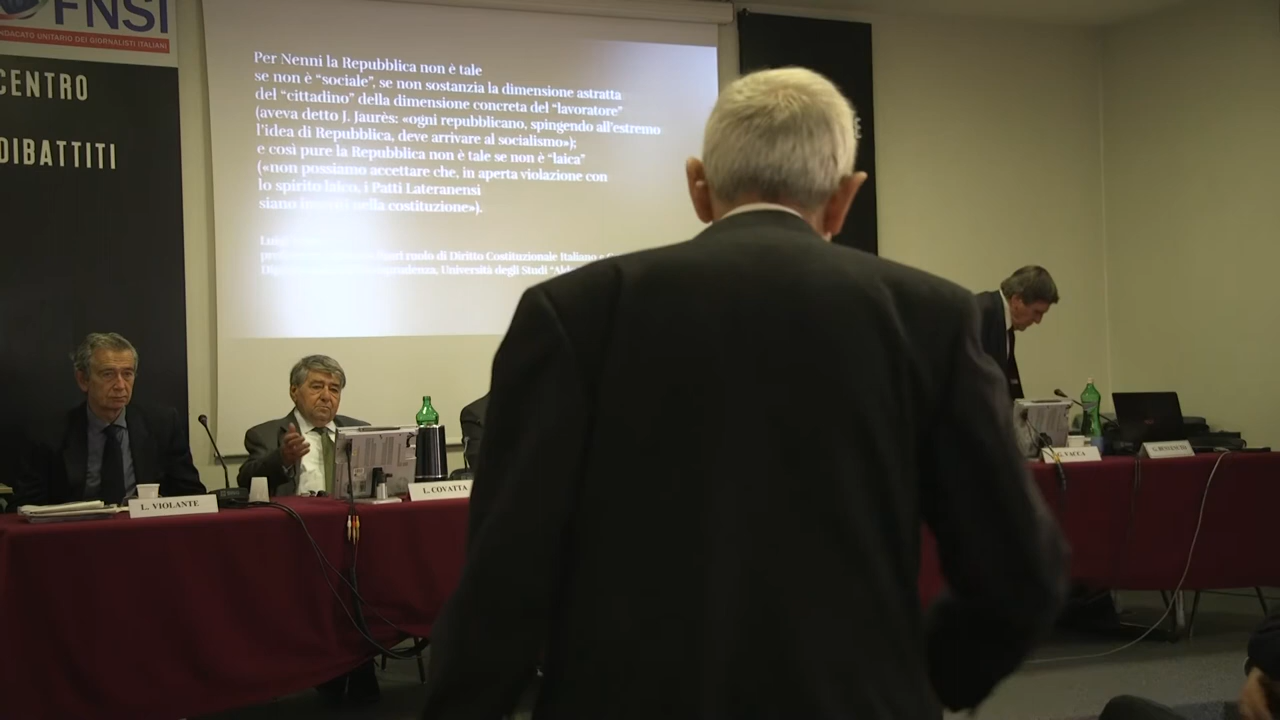 FNSI
SINDACATO UNITARIO DEI GIORNALISTI ITALIANI
CENTRO
DIBATTITI
Per Nenni la Repubblica non è tale
se non è “sociale”, se non sostanzia la dimensione astratta
del “cittadino” della dimensione concreta del “lavoratore”
(aveva detto J. Jaurès: «ogni repubblicano, spingendo all’estremo
l’idea di Repubblica, deve arrivare al socialismo»);
e così pure la Repubblica non è tale se non è “laica”
(«non possiamo accettare che, in aperta violazione con
lo spirito laico, i Patti Lateranensi
siano nella costituzione»).
ruolo di Diritto Costituzionale Italiano e
Università degli Studi
E
L. VIOLANTE
L. COVATTA
G. VACCA